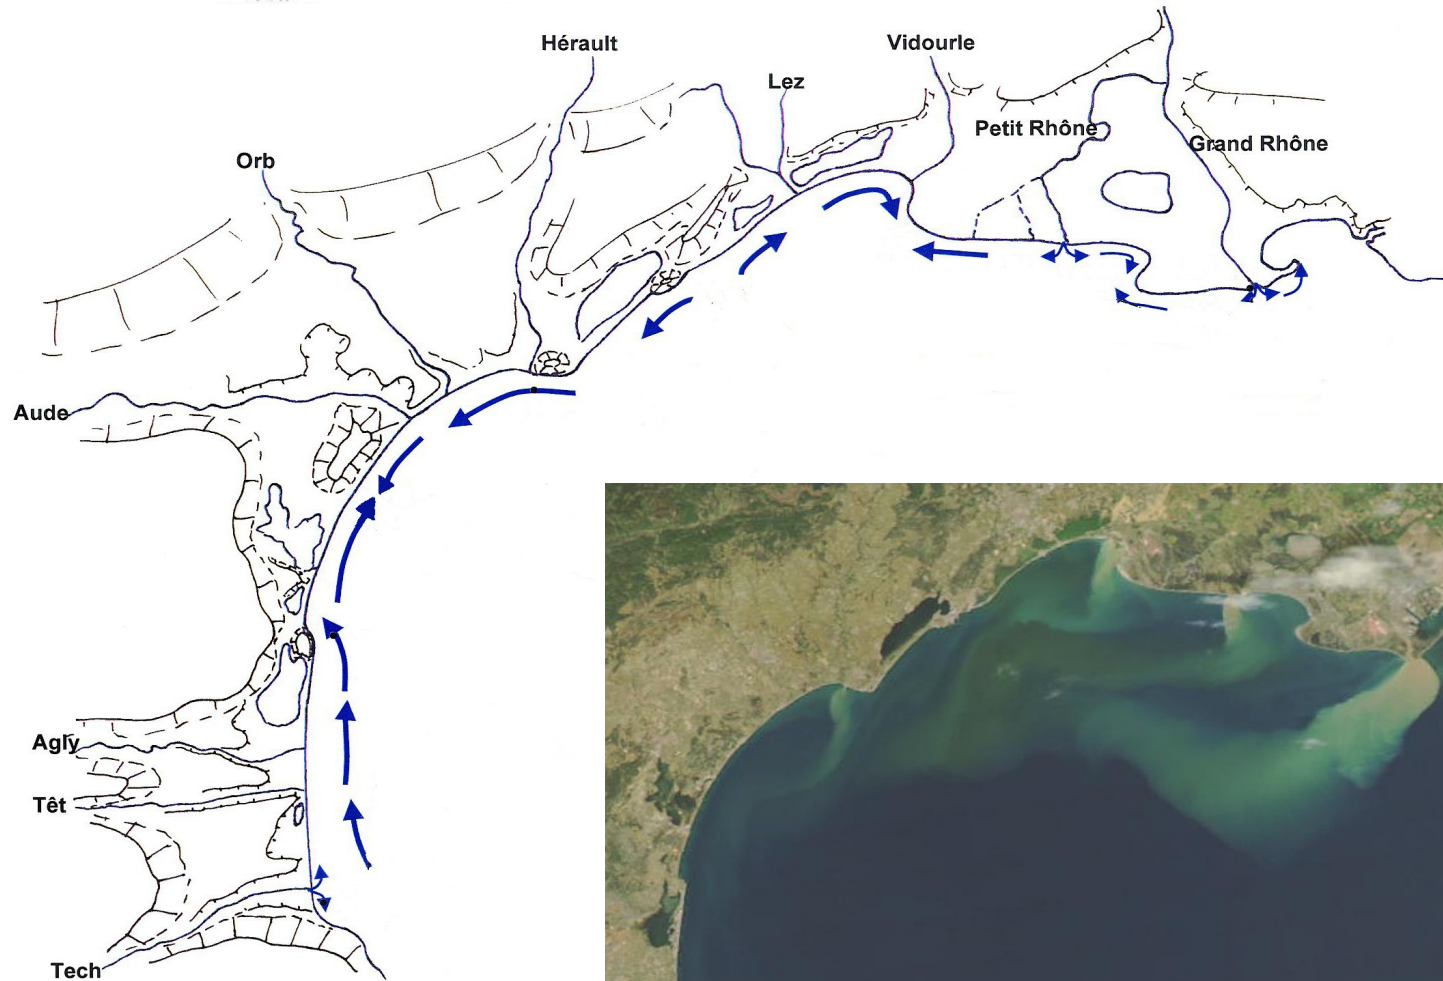 Hérault
Vidourle
Lez
Petit Rhône
Grand Rhône
Orb
Aude
Agly
Têt
Tech